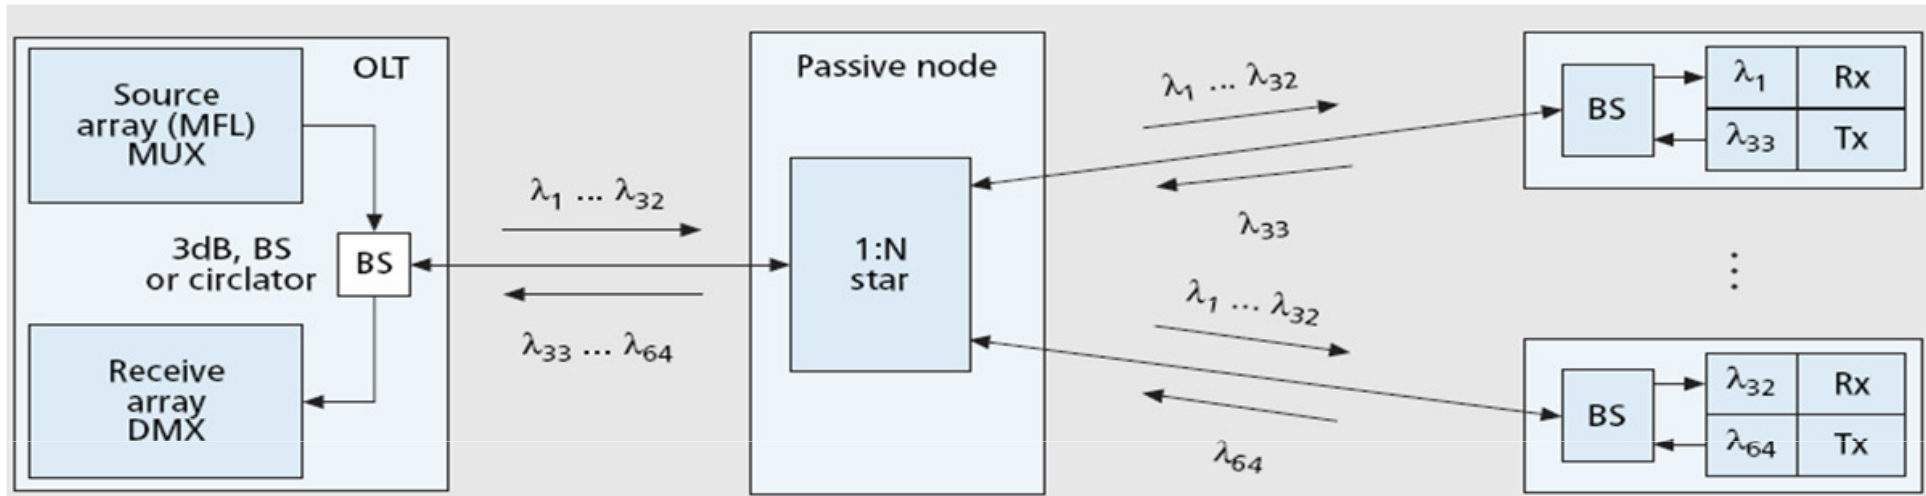 Source
array (MFL)
MUX
OLT
3dB, BS
or circlator
BS
Receive
array
DMX
λ1 ... λ32
λ33 ... λ64
Passive node
1:N
star
λ1 ... λ32
λ33
λ1 ... λ32
λ64
BS
λ1 Rx
λ33 Tx
⋮
BS
λ32 Rx
λ64 Tx